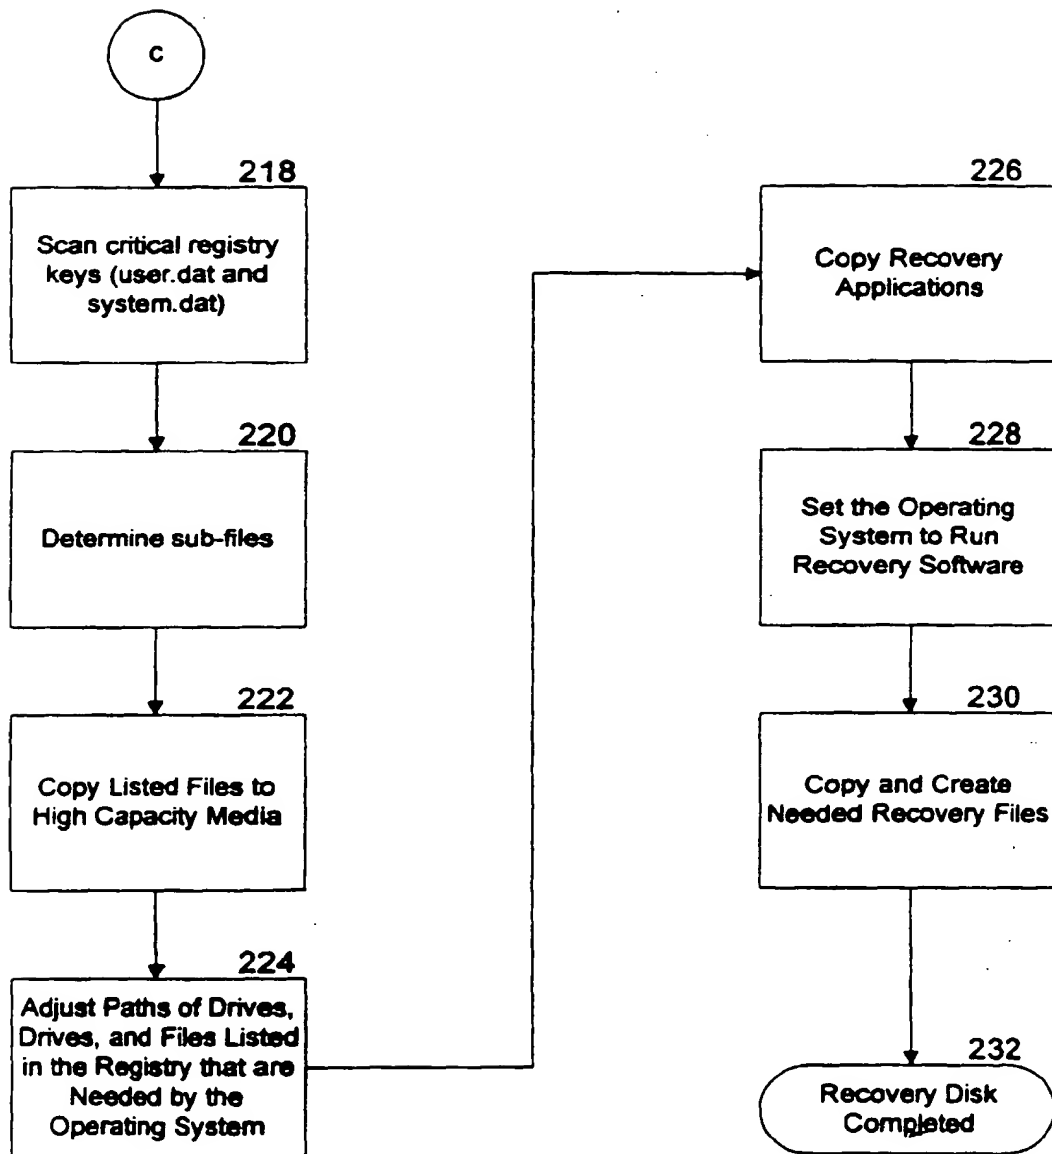 C
218
Scan critical registry
keys (user.dat and
system.dat)
220
Determine sub-files
222
Copy Listed Files to
High Capacity Media
224
Adjust Paths of Drives,
Drives, and Files Listed
in the Registry that are
Needed by the
Operating System
226
Copy Recovery
Applications
228
Set the Operating
System to Run
Recovery Software
230
Copy and Create
Needed Recovery Files
232
Recovery Disk
Completed